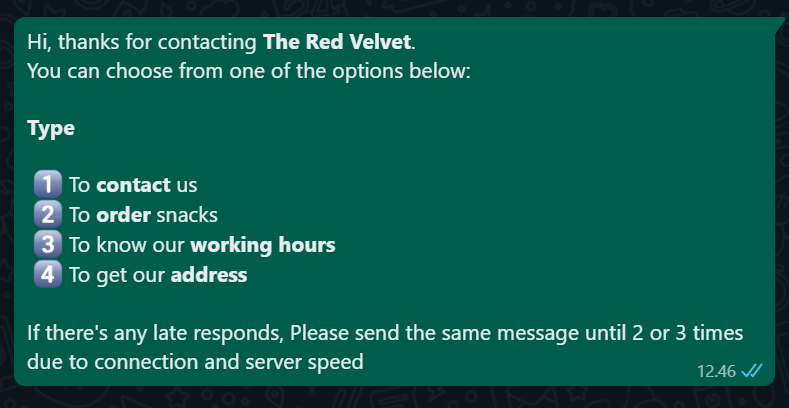 Hi, thanks for contacting The Red Velvet.
You can choose from one of the options below:
Type
1 To contact us
2 To order snacks
3 To know our working hours
4 To get our address
If there's any late responds, Please send the same message until 2 or 3 times
due to connection and server speed
12.46